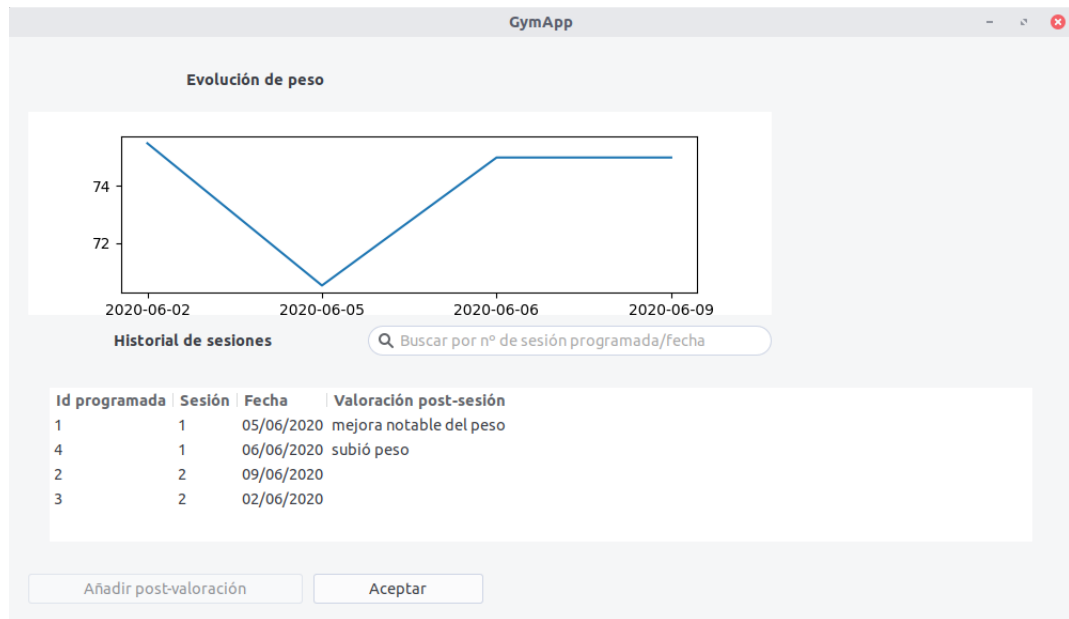 GymApp
Evolución de peso
74
72
2020-06-02 2020-06-05 2020-06-06 2020-06-09
Historial de sesiones Buscar por nº de sesión programada/fecha
Id programada Sesión Fecha Valoración post-sesión
1 1 05/06/2020 mejora notable del peso
4 1 06/06/2020 subió peso
2 2 09/06/2020
3 2 02/06/2020
Añadir post-valoración Aceptar